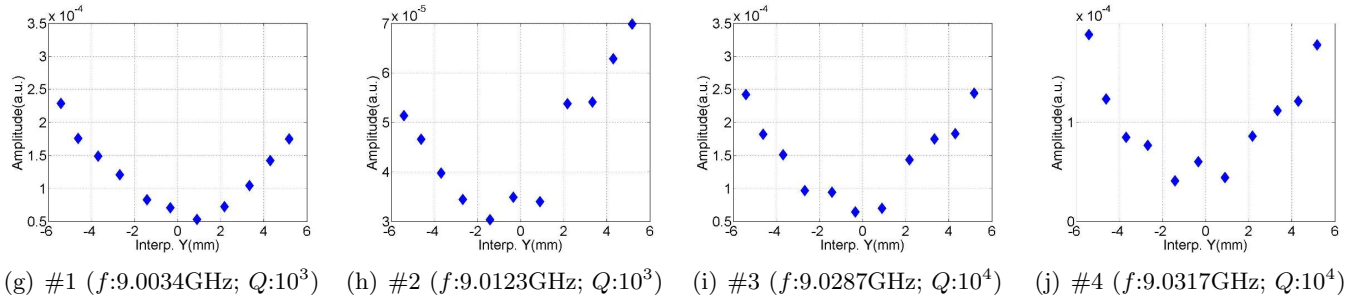 x 10^-4
3.5
3
2.5
2
1.5
1
0.5
-6 -4 -2 0 2 4 6
Amplitude(a.u.)
Interp. Y(mm)
(g) #1 (f:9.0034GHz; Q:10^3)
x 10^-5
7
6
5
4
3
-6 -4 -2 0 2 4 6
Amplitude(a.u.)
Interp. Y(mm)
(h) #2 (f:9.0123GHz; Q:10^3)
x 10^-4
3.5
3
2.5
2
1.5
1
0.5
-6 -4 -2 0 2 4 6
Amplitude(a.u.)
Interp. Y(mm)
(i) #3 (f:9.0287GHz; Q:10^4)
x 10^-4
1
0
-6 -4 -2 0 2 4 6
Amplitude(a.u.)
Interp. Y(mm)
(j) #4 (f:9.0317GHz; Q:10^4)